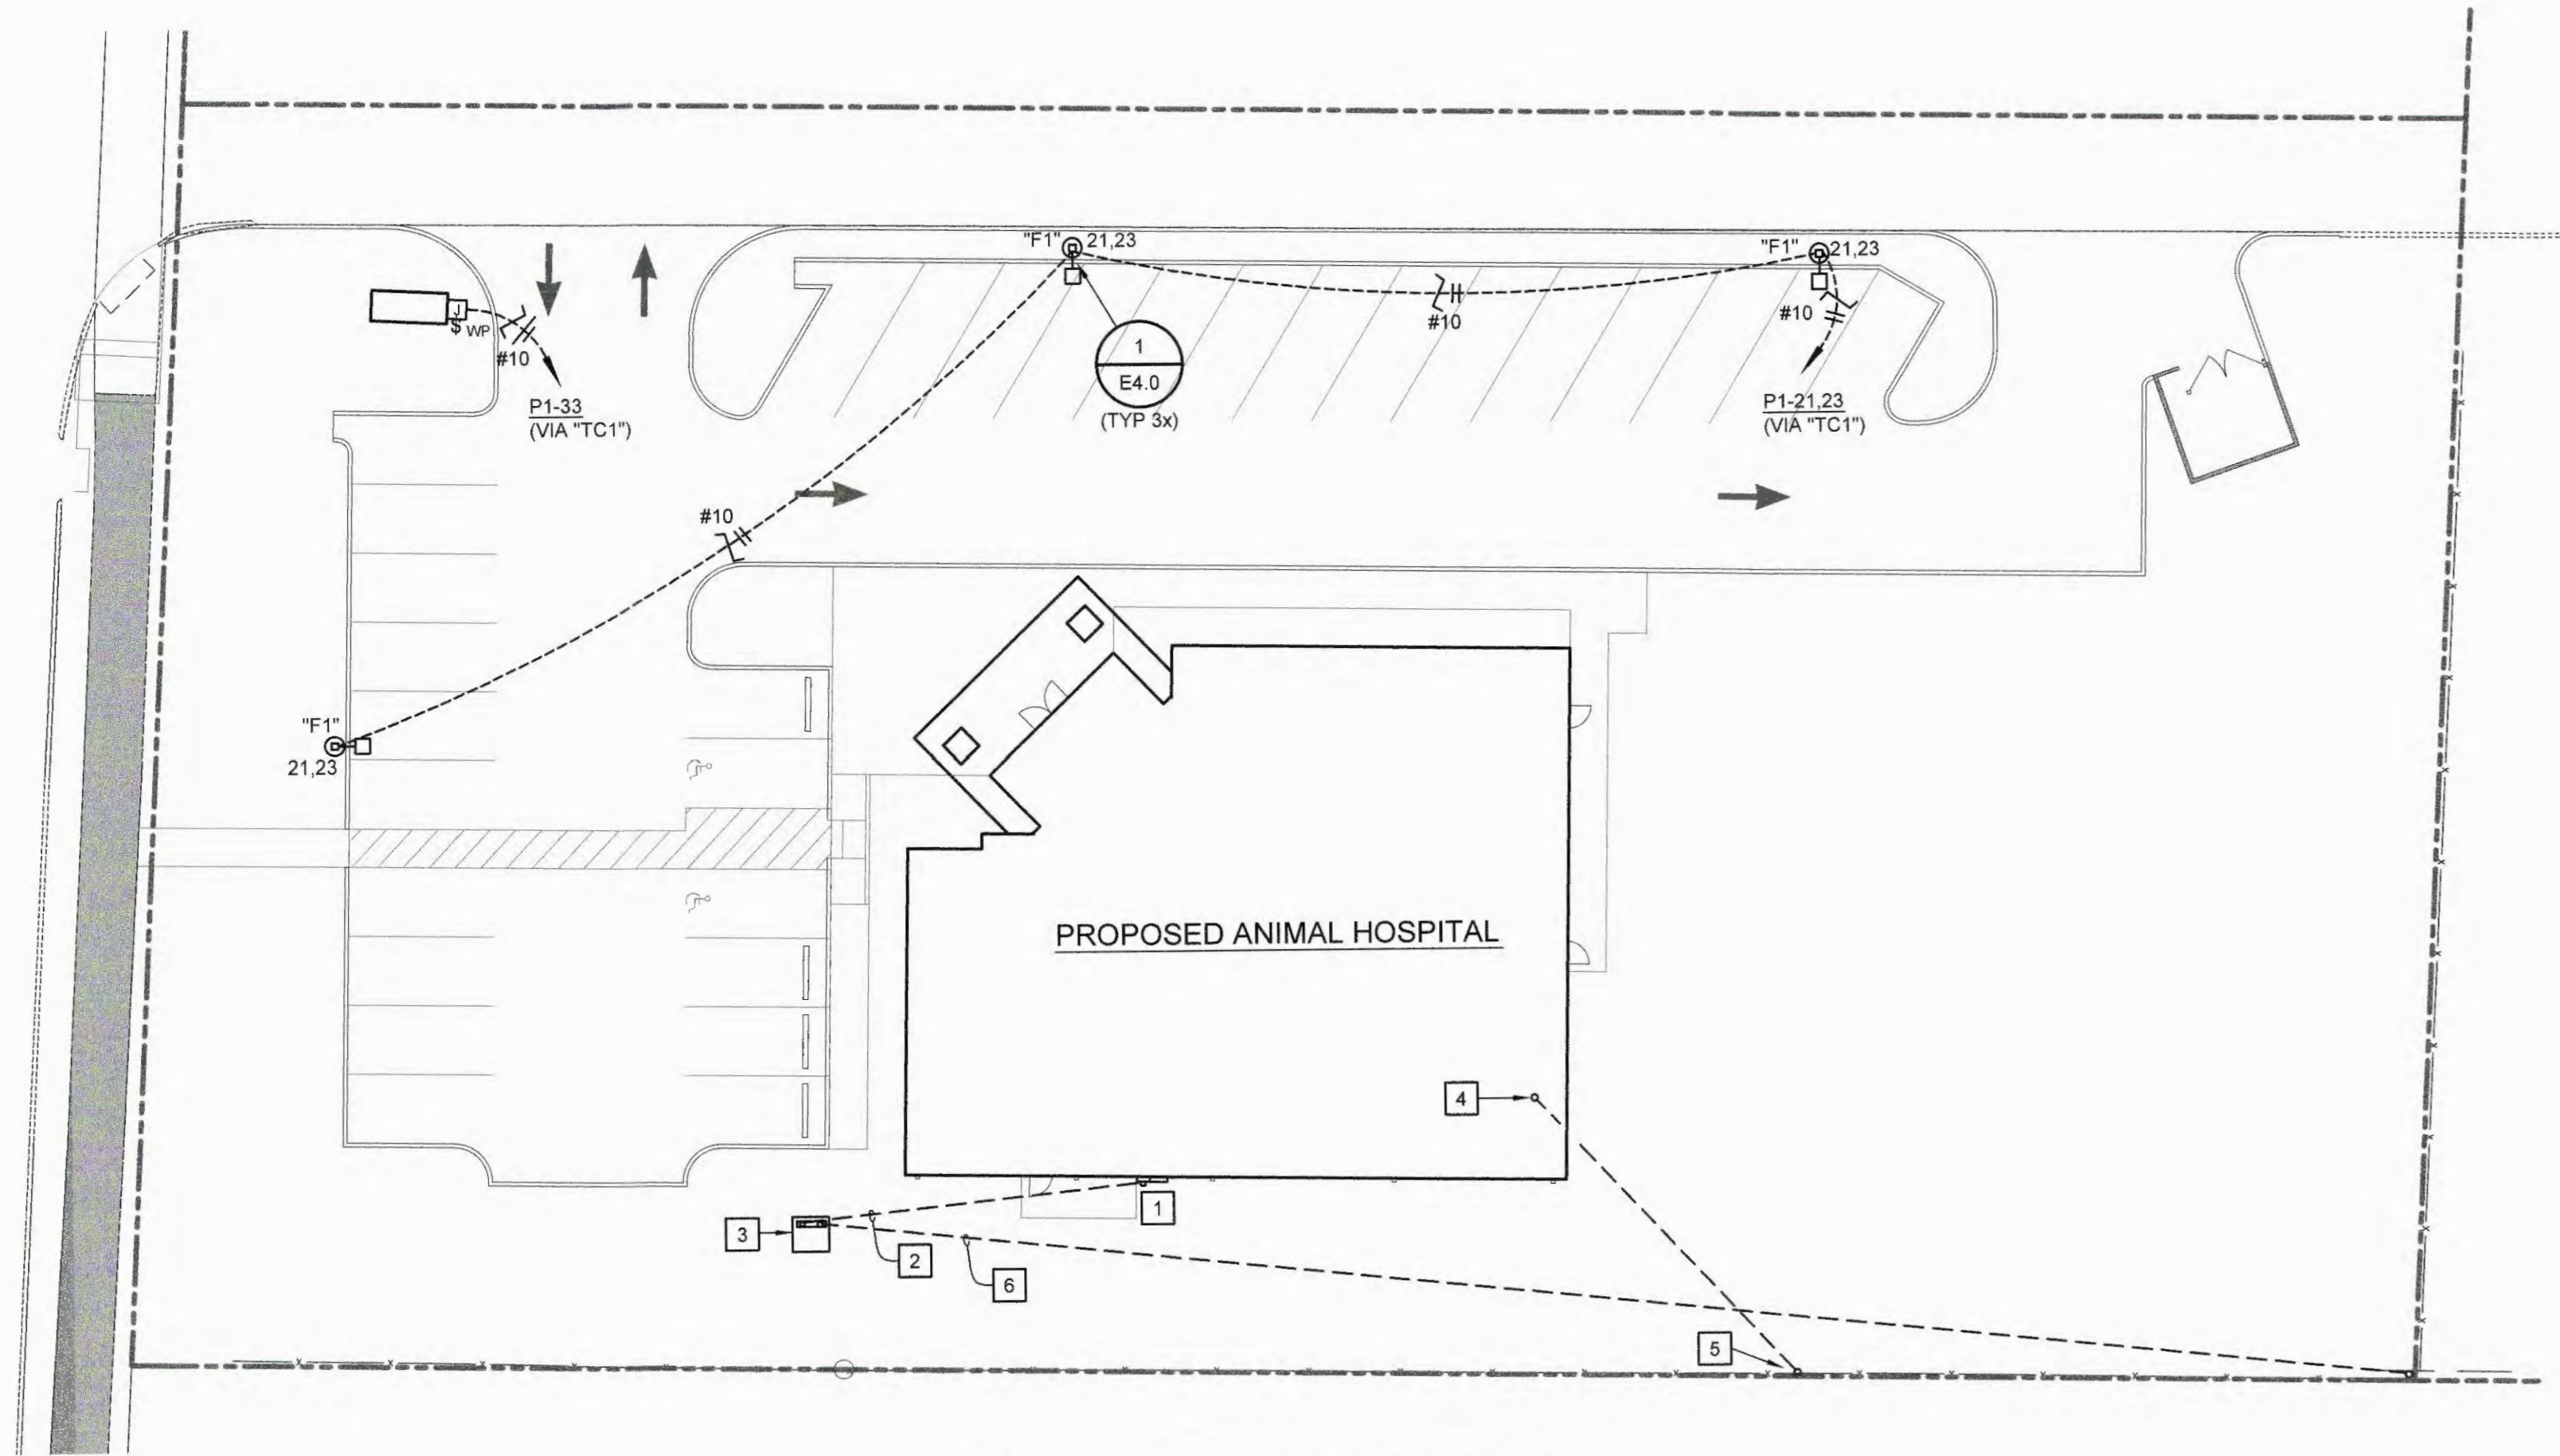 "F1" 21,23
"F1" 21,23
J
$ WP
#10
#10
#10
1
E4.0
(TYP 3x)
P1-33
(VIA "TC1")
P1-21,23
(VIA "TC1")
#10
"F1"
21,23
PROPOSED ANIMAL HOSPITAL
4
1
3
2
6
5